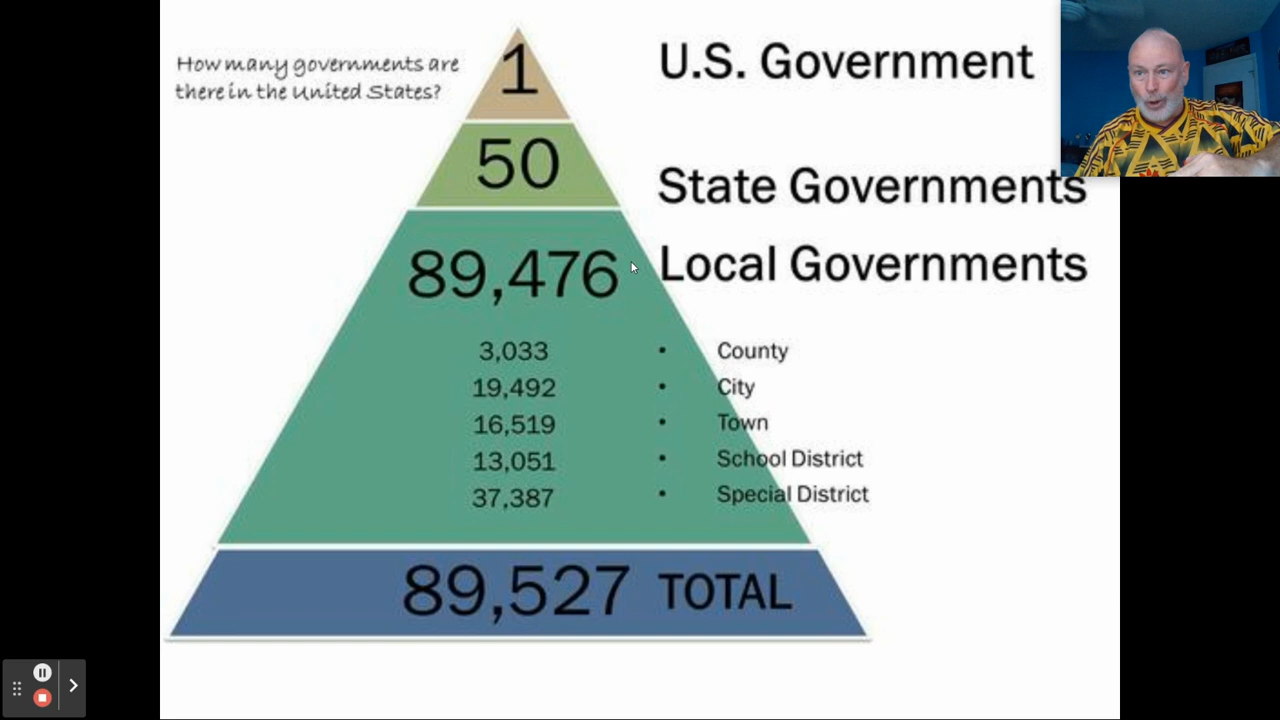 How many governments are
there in the United States?
1 U.S. Government
50 State Governments
89,476 Local Governments
3,033 • County
19,492 • City
16,519 • Town
13,051 • School District
37,387 • Special District
89,527 TOTAL